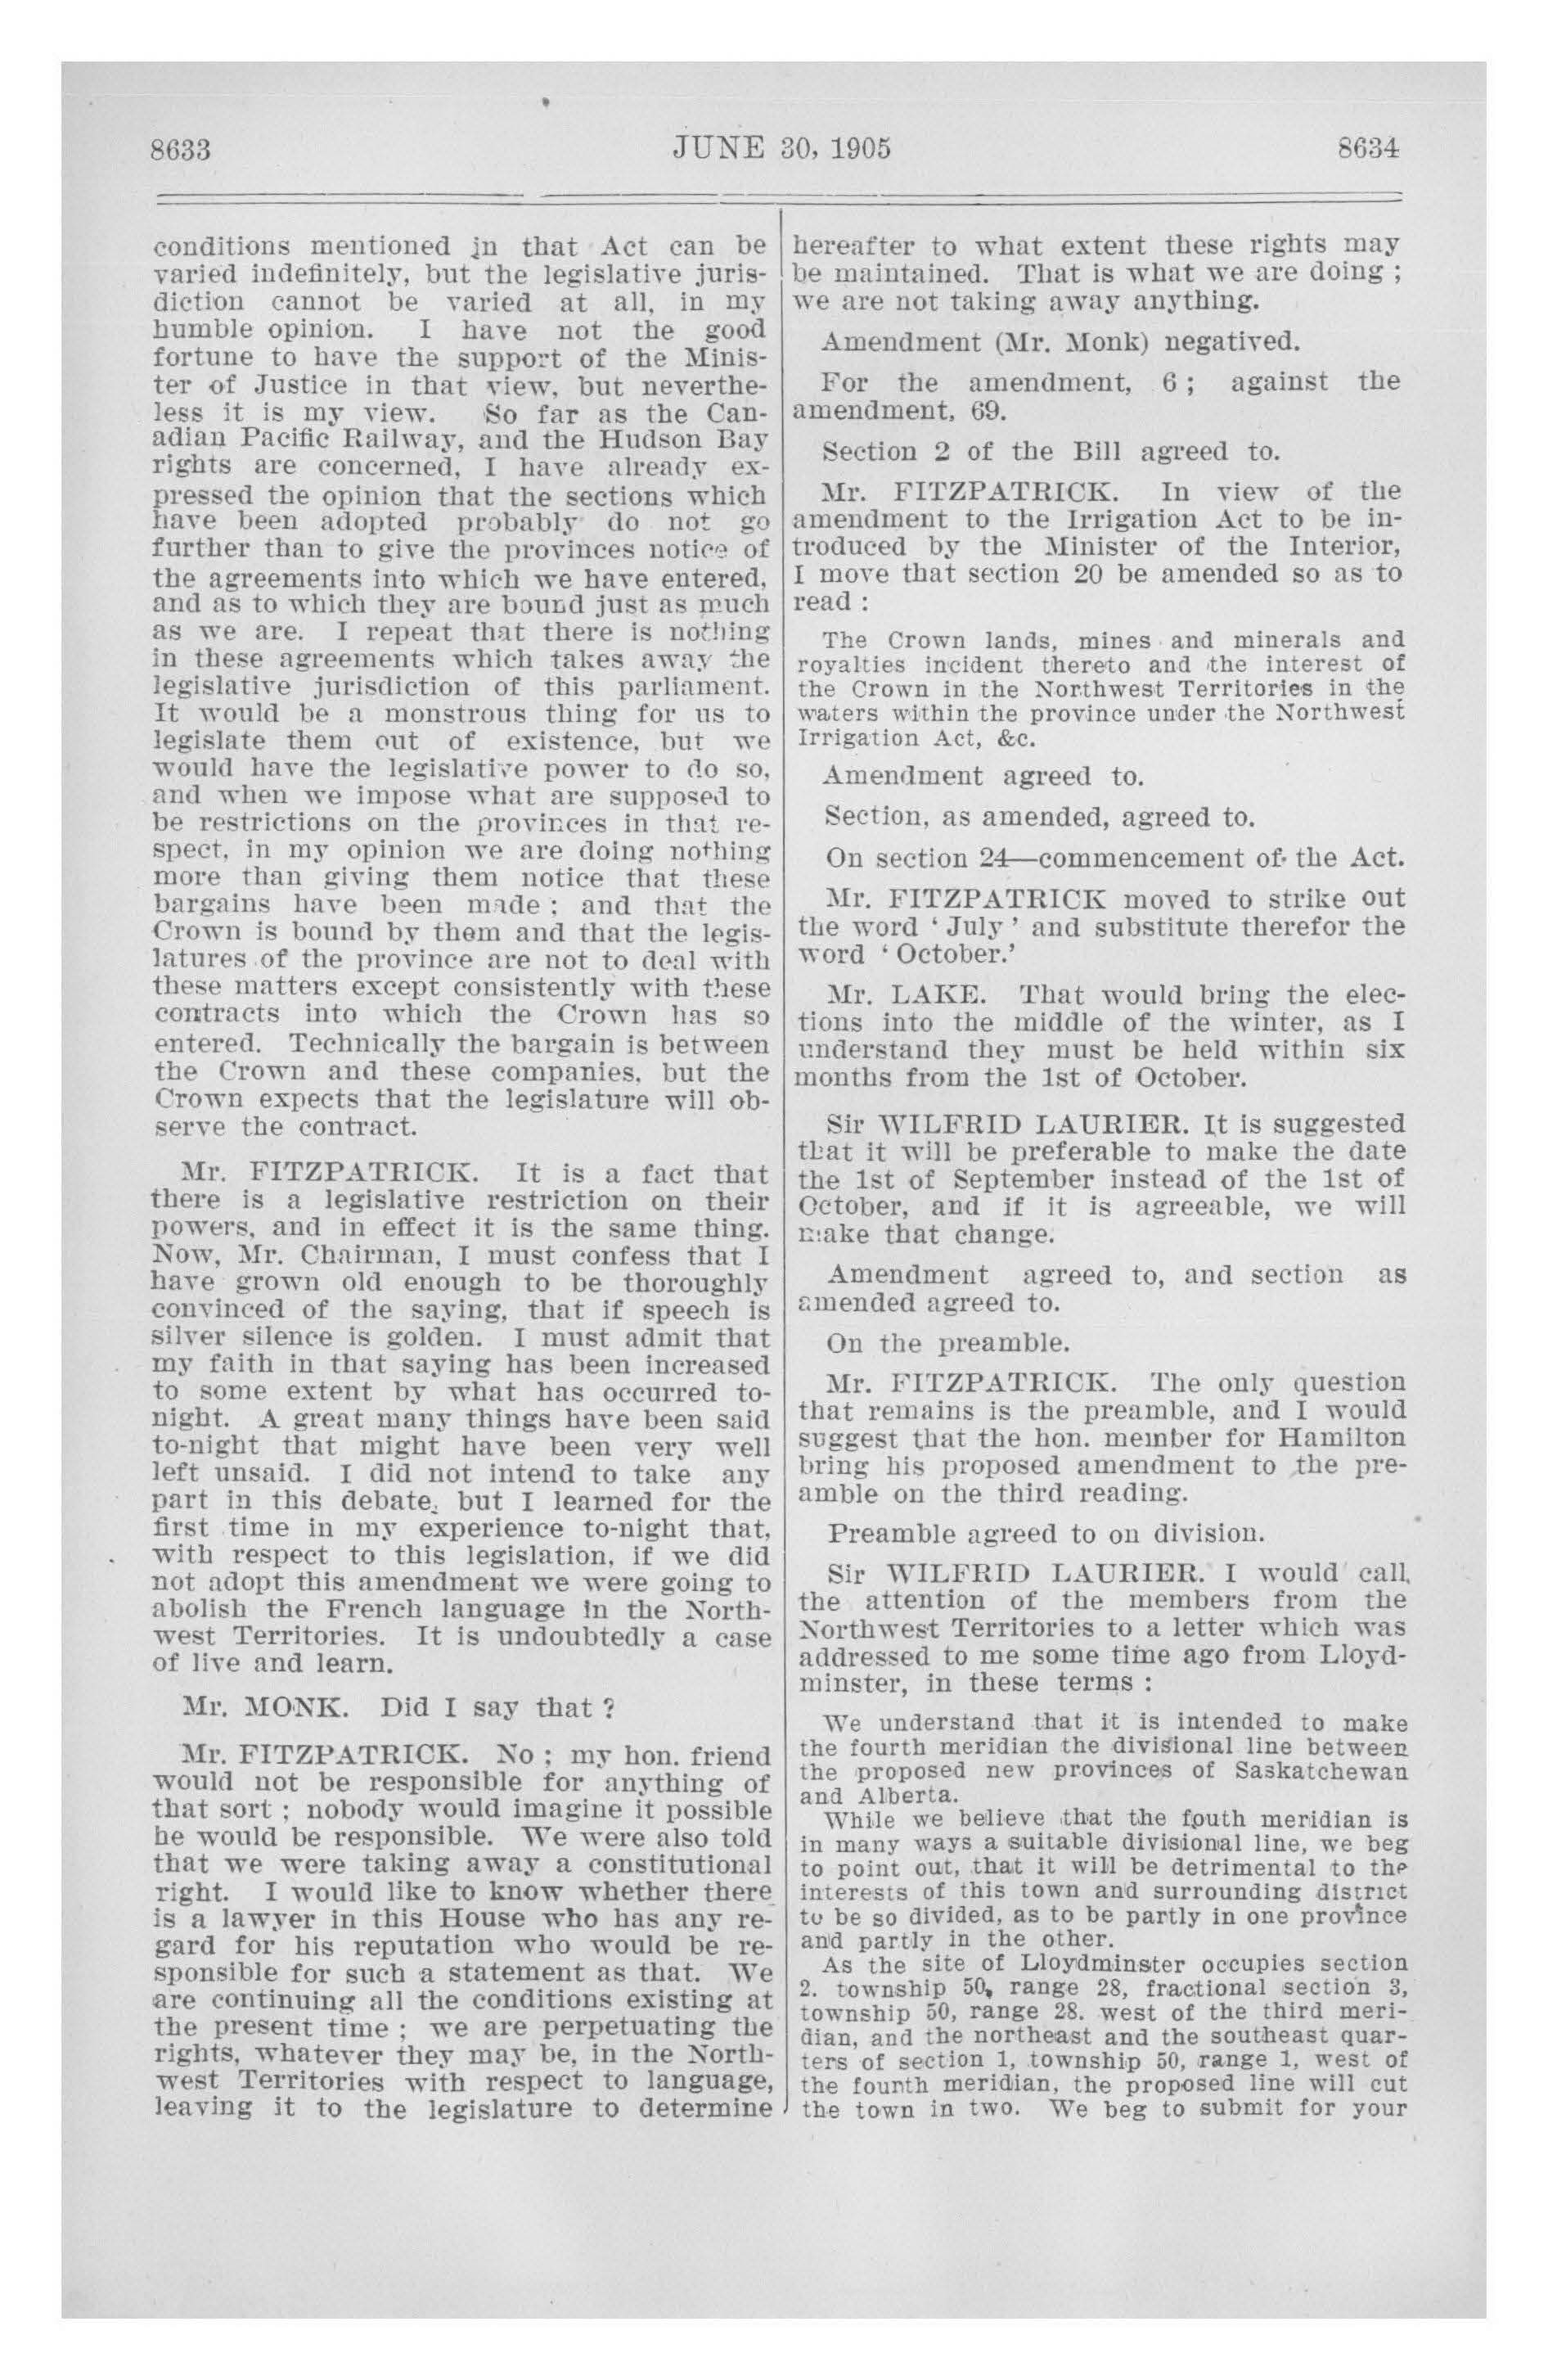 8633
JUNE 30, 1905
8634
conditions mentioned in that Act can be
varied indefinitely, but the legislative juris-
diction cannot be varied at all, in my
humble opinion. I have not the good
fortune to have the support of the Minis-
ter of Justice in that view, but neverthe-
less it is my view. So far as the Can-
adian Pacific Railway, and the Hudson Bay
rights are concerned, I have already ex-
pressed the opinion that the sections which
have been adopted probably do not go
further than to give the provinces notice of
the agreements into which we have entered,
and as to which they are bound just as much
as we are. I repeat that there is nothing
in these agreements which takes away the
legislative jurisdiction of this parliament.
It would be a monstrous thing for us to
legislate them out of existence, but we
would have the legislative power to do so,
and when we impose what are supposed to
be restrictions on the provinces in that re-
spect, in my opinion we are doing nothing
more than giving them notice that these
bargains have been made ; and that the
Crown is bound by them and that the legis-
latures of the province are not to deal with
these matters except consistently with these
contracts into which the Crown has so
entered. Technically the bargain is between
the Crown and these companies, but the
Crown expects that the legislature will ob-
serve the contract.
Mr. FITZPATRICK. It is a fact that
there is a legislative restriction on their
powers, and in effect it is the same thing.
Now, Mr. Chairman, I must confess that I
have grown old enough to be thoroughly
convinced of the saying, that if speech is
silver silence is golden. I must admit that
my faith in that saying has been increased
to some extent by what has occurred to-
night. A great many things have been said
to-night that might have been very well
left unsaid. I did not intend to take any
part in this debate, but I learned for the
first time in my experience to-night that,
with respect to this legislation, if we did
not adopt this amendment we were going to
abolish the French language in the North-
west Territories. It is undoubtedly a case
of live and learn.
Mr. MONK. Did I say that ?
Mr. FITZPATRICK. No ; my hon. friend
would not be responsible for anything of
that sort ; nobody would imagine it possible
he would be responsible. We were also told
that we were taking away a constitutional
right. I would like to know whether there
is a lawyer in this House who has any re-
gard for his reputation who would be re-
sponsible for such a statement as that. We
are continuing all the conditions existing at
the present time ; we are perpetuating the
rights, whatever they may be, in the North-
west Territories with respect to language,
leaving it to the legislature to determine
hereafter to what extent these rights may
be maintained. That is what we are doing ;
we are not taking away anything.
Amendment (Mr. Monk) negatived.
For the amendment, 6 ; against the
amendment, 69.
Section 2 of the Bill agreed to.
Mr. FITZPATRICK. In view of the
amendment to the Irrigation Act to be in-
troduced by the Minister of the Interior,
I move that section 20 be amended so as to
read :
The Crown lands, mines and minerals and
royalties incident thereto and the interest of
the Crown in the Northwest Territories in the
waters within the province under the Northwest
Irrigation Act, &c.
Amendment agreed to.
Section, as amended, agreed to.
On section 24—commencement of the Act.
Mr. FITZPATRICK moved to strike out
the word ' July ' and substitute therefor the
word ' October.'
Mr. LAKE. That would bring the elec-
tions into the middle of the winter, as I
understand they must be held within six
months from the 1st of October.
Sir WILFRID LAURIER. It is suggested
that it will be preferable to make the date
the 1st of September instead of the 1st of
October, and if it is agreeable, we will
make that change.
Amendment agreed to, and section as
amended agreed to.
On the preamble.
Mr. FITZPATRICK. The only question
that remains is the preamble, and I would
suggest that the hon. member for Hamilton
bring his proposed amendment to the pre-
amble on the third reading.
Preamble agreed to on division.
Sir WILFRID LAURIER. I would call
the attention of the members from the
Northwest Territories to a letter which was
addressed to me some time ago from Lloyd-
minster, in these terms :
We understand that it is intended to make
the fourth meridian the divisional line between
the proposed new provinces of Saskatchewan
and Alberta.
While we believe that the fouth meridian is
in many ways a suitable divisional line, we beg
to point out, that it will be detrimental to the
interests of this town and surrounding district
to be so divided, as to be partly in one province
and partly in the other.
As the site of Lloydminster occupies section
2. township 50, range 28, fractional section 3,
township 50, range 28. west of the third meri-
dian, and the northeast and the southeast quar-
ters of section 1, township 50, range 1, west of
the fourth meridian, the proposed line will cut
the town in two. We beg to submit for your